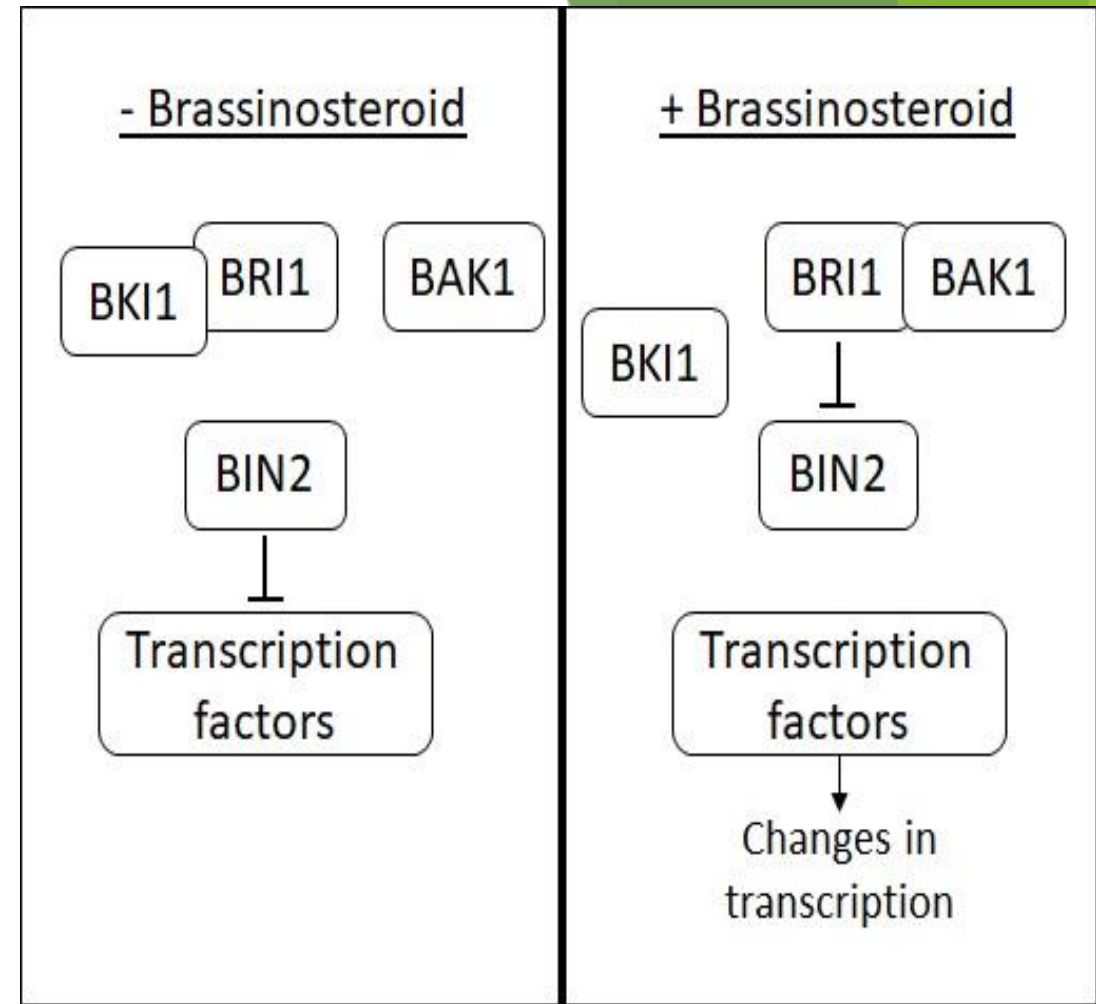 - Brassinosteroid
BKI1
BRI1
BAK1
BIN2
Transcription
factors
+ Brassinosteroid
BRI1
BAK1
BKI1
BIN2
Transcription
factors
Changes in
transcription